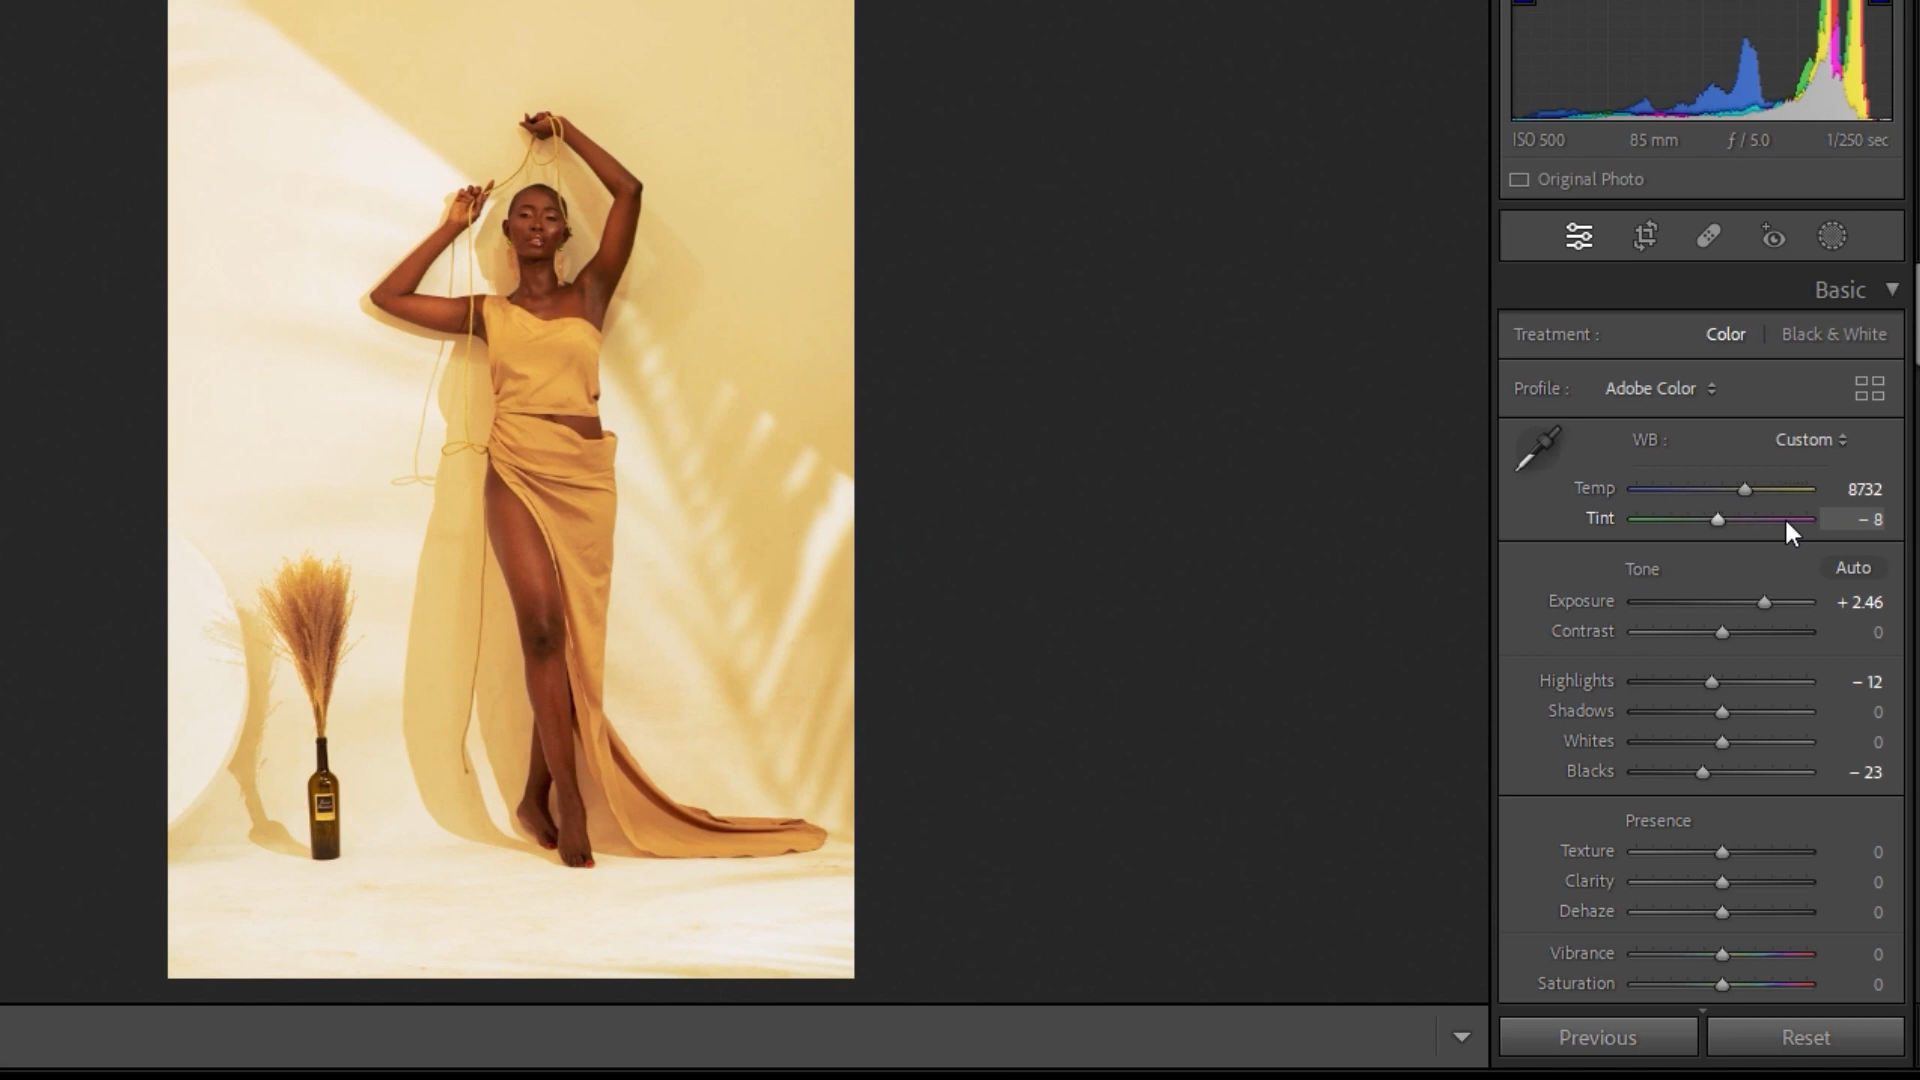 ISO 500 85 mm ƒ / 5.0 1/250 sec
Original Photo
Basic
Treatment : Color Black & White
Profile : Adobe Color
WB : Custom
Temp 8732
Tint – 8
Tone Auto
Exposure + 2.46
Contrast 0
Highlights – 12
Shadows 0
Whites 0
Blacks – 23
Presence
Texture 0
Clarity 0
Dehaze 0
Vibrance 0
Saturation 0
Previous Reset